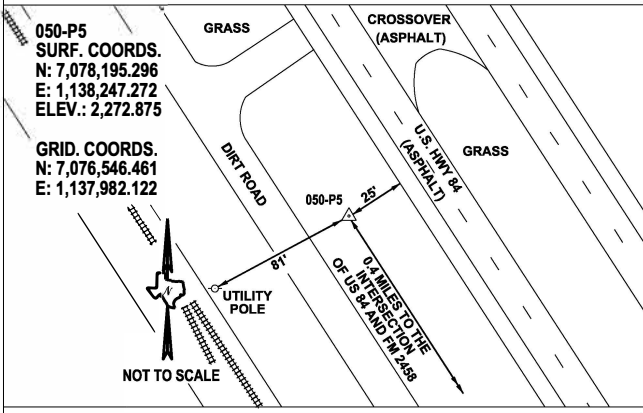 050-P5
SURF. COORDS.
N: 7,078,195.296
E: 1,138,247.272
ELEV.: 2,272.875
GRID. COORDS.
N: 7,076,546.461
E: 1,137,982.122
GRASS
CROSSOVER
(ASPHALT)
U.S. HWY 84
(ASPHALT)
GRASS
DIRT ROAD
050-P5
25'
81'
0.4 MILES TO THE
INTERSECTION
OF US 84 AND FM 2458
UTILITY
POLE
N
NOT TO SCALE